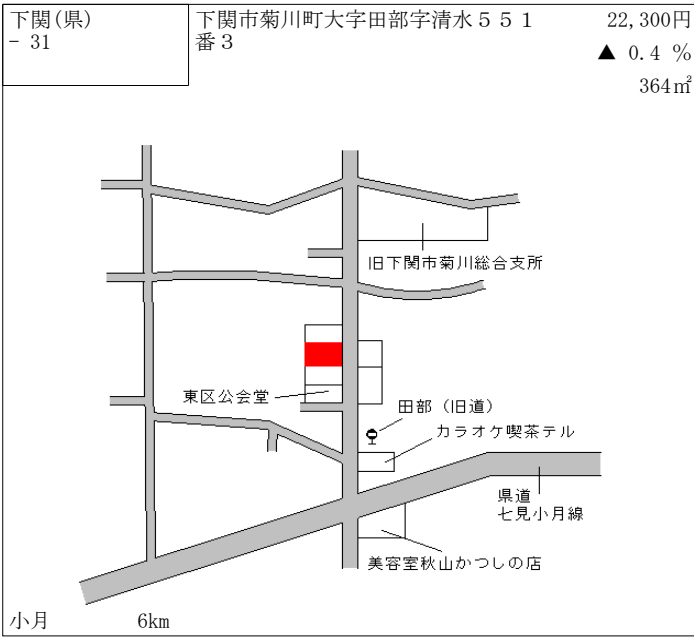 下関(県)
- 31
下関市菊川町大字田部字清水５５１
番３
22,300円
▲ 0.4 %
364㎡
旧下関市菊川総合支所
東区公会堂
田部（旧道）
カラオケ喫茶テル
県道
七見小月線
美容室秋山かつしの店
小月 6km